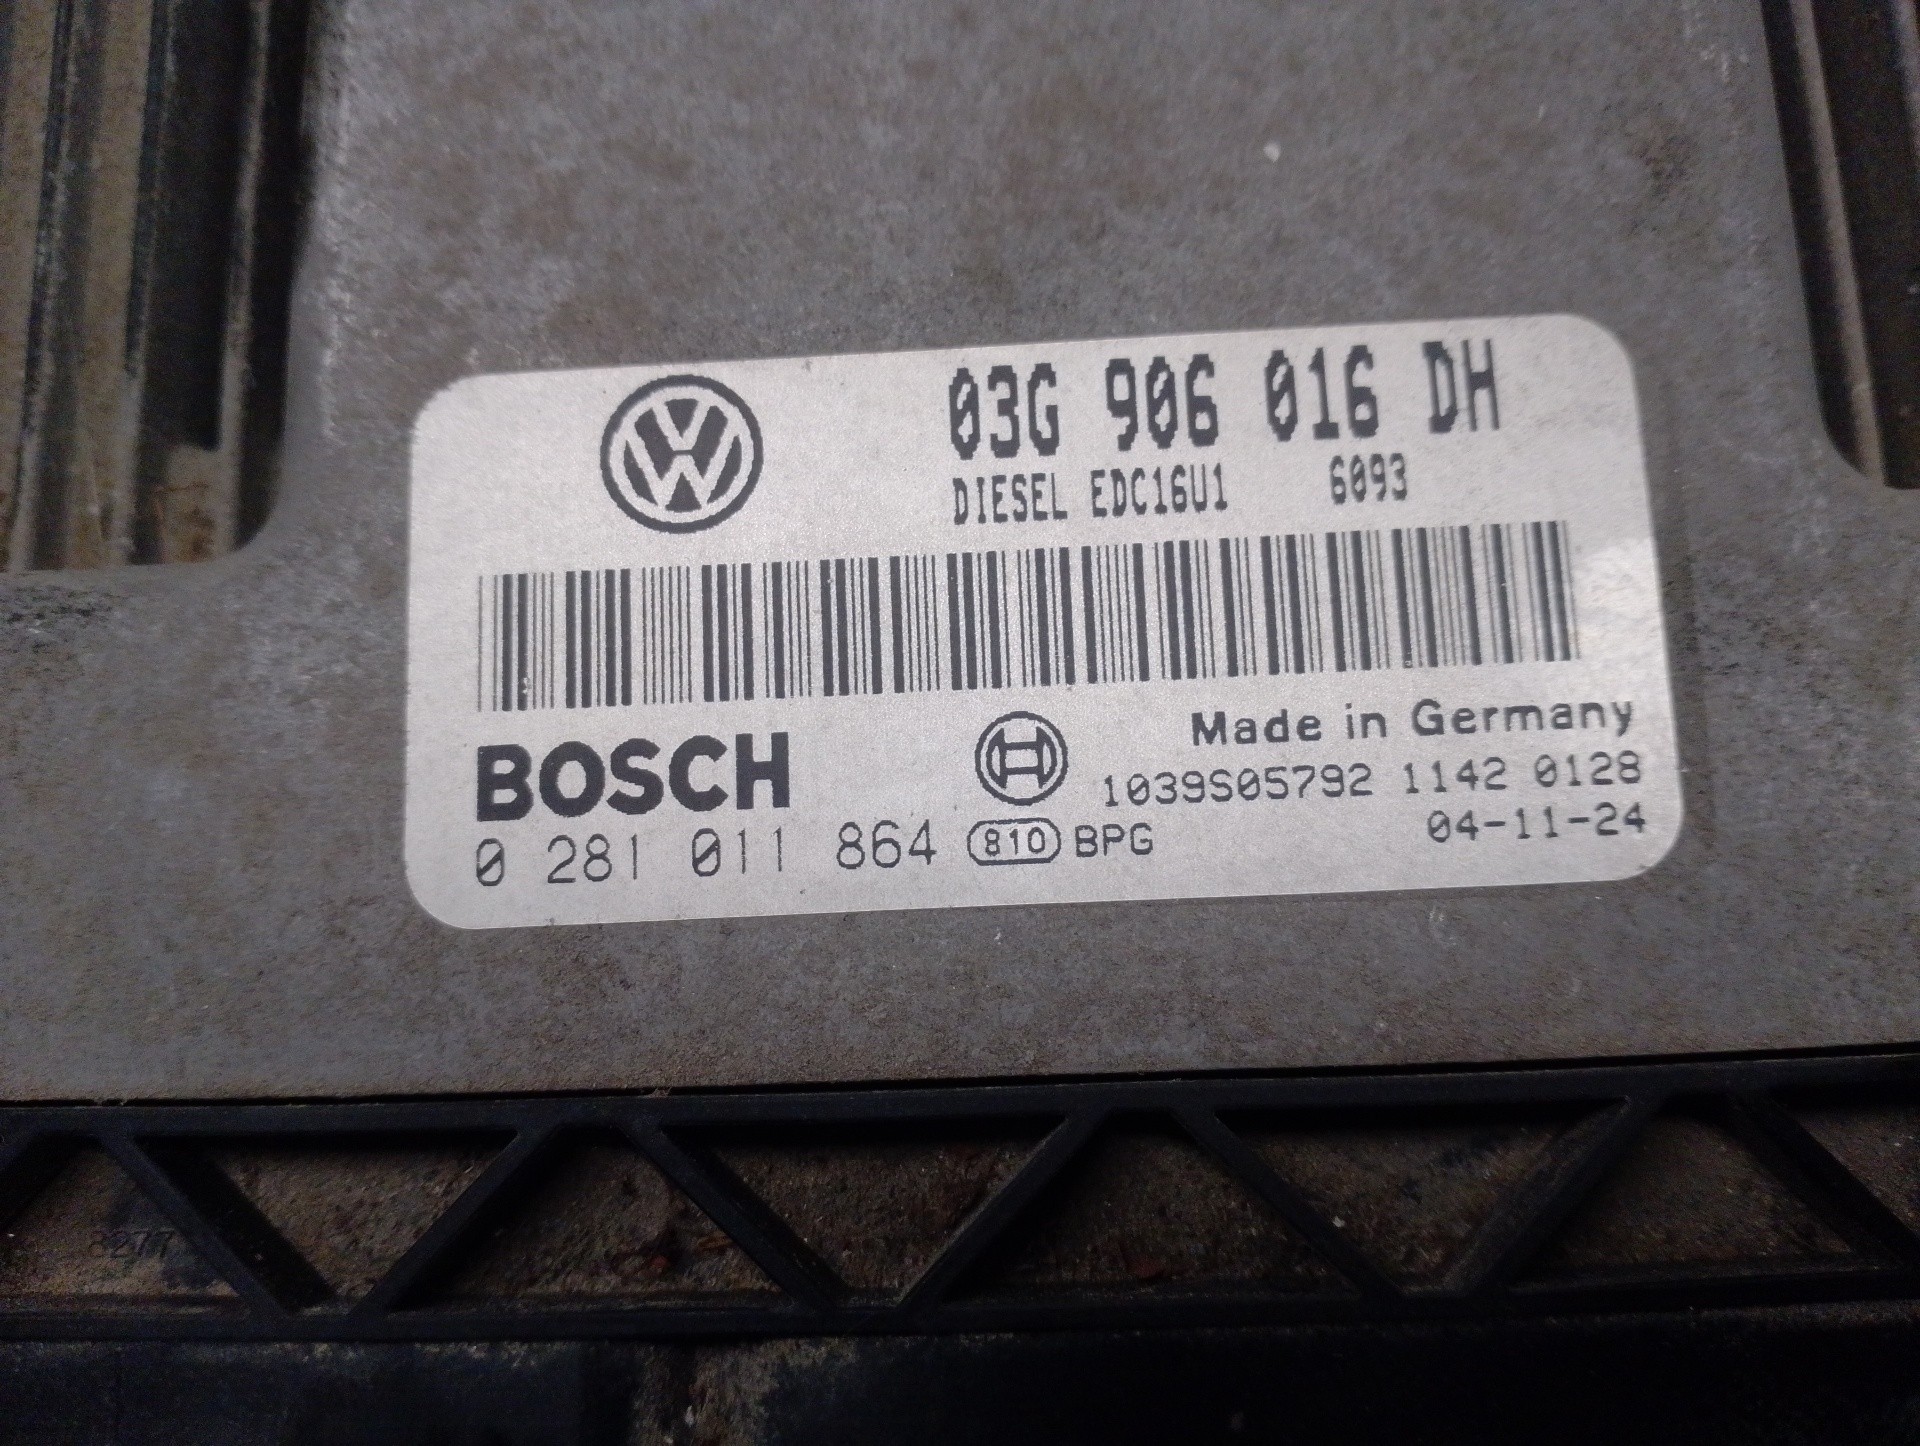 03G 906 016 DH
DIESEL EDC16U1 6093
BOSCH
Made in Germany
1039S05792 1142 0128
0 281 011 864 810 BPG 04-11-24
8277